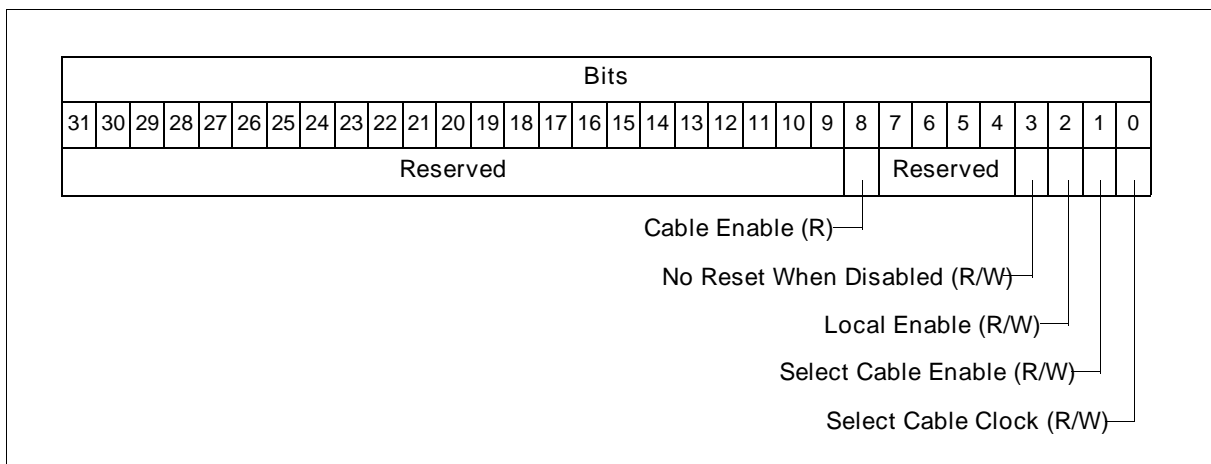 Bits
31 30 29 28 27 26 25 24 23 22 21 20 19 18 17 16 15 14 13 12 11 10 9 8 7 6 5 4 3 2 1 0
Reserved Reserved
Cable Enable (R)
No Reset When Disabled (R/W)
Local Enable (R/W)
Select Cable Enable (R/W)
Select Cable Clock (R/W)